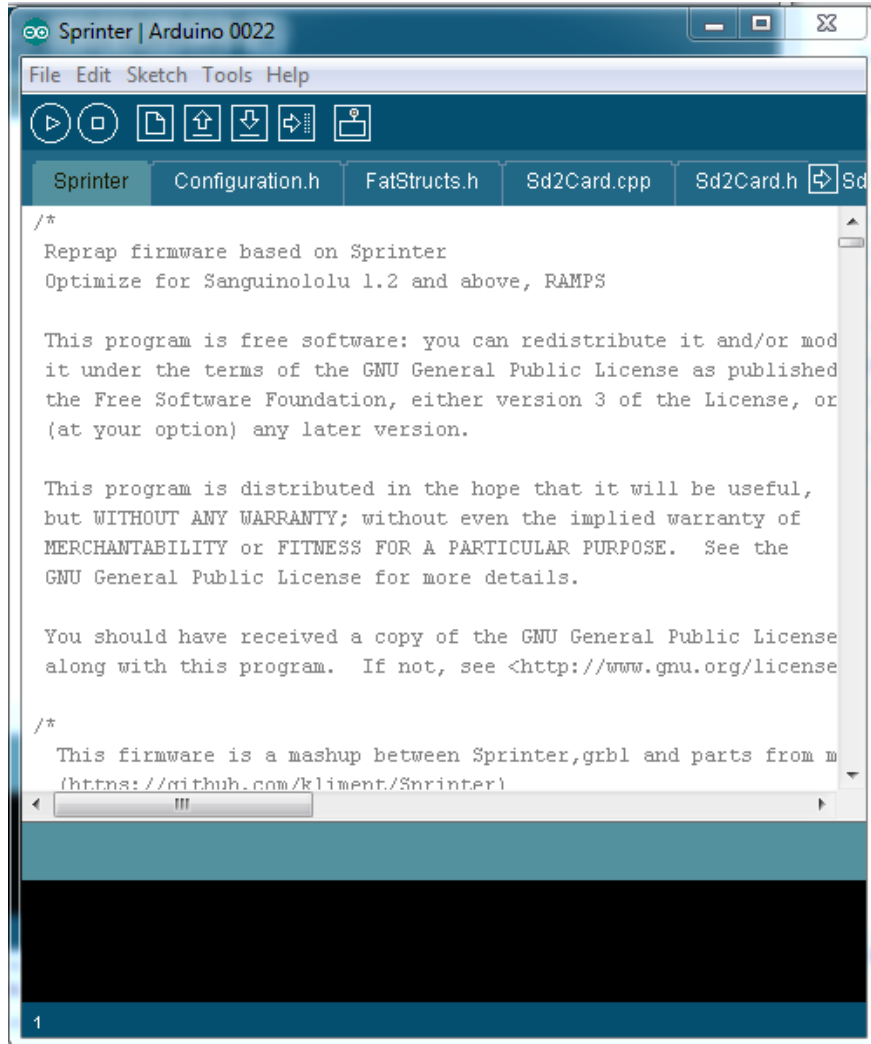 Sprinter | Arduino 0022
File Edit Sketch Tools Help
Sprinter Configuration.h FatStructs.h Sd2Card.cpp Sd2Card.h Sd
/*
Reprap firmware based on Sprinter
Optimize for Sanguinololu 1.2 and above, RAMPS
This program is free software: you can redistribute it and/or mod
it under the terms of the GNU General Public License as published
the Free Software Foundation, either version 3 of the License, or
(at your option) any later version.
This program is distributed in the hope that it will be useful,
but WITHOUT ANY WARRANTY; without even the implied warranty of
MERCHANTABILITY or FITNESS FOR A PARTICULAR PURPOSE.  See the
GNU General Public License for more details.
You should have received a copy of the GNU General Public License
along with this program.  If not, see <http://www.gnu.org/license
/*
This firmware is a mashup between Sprinter,grbl and parts from m
(https://github.com/kliment/Sprinter)
1